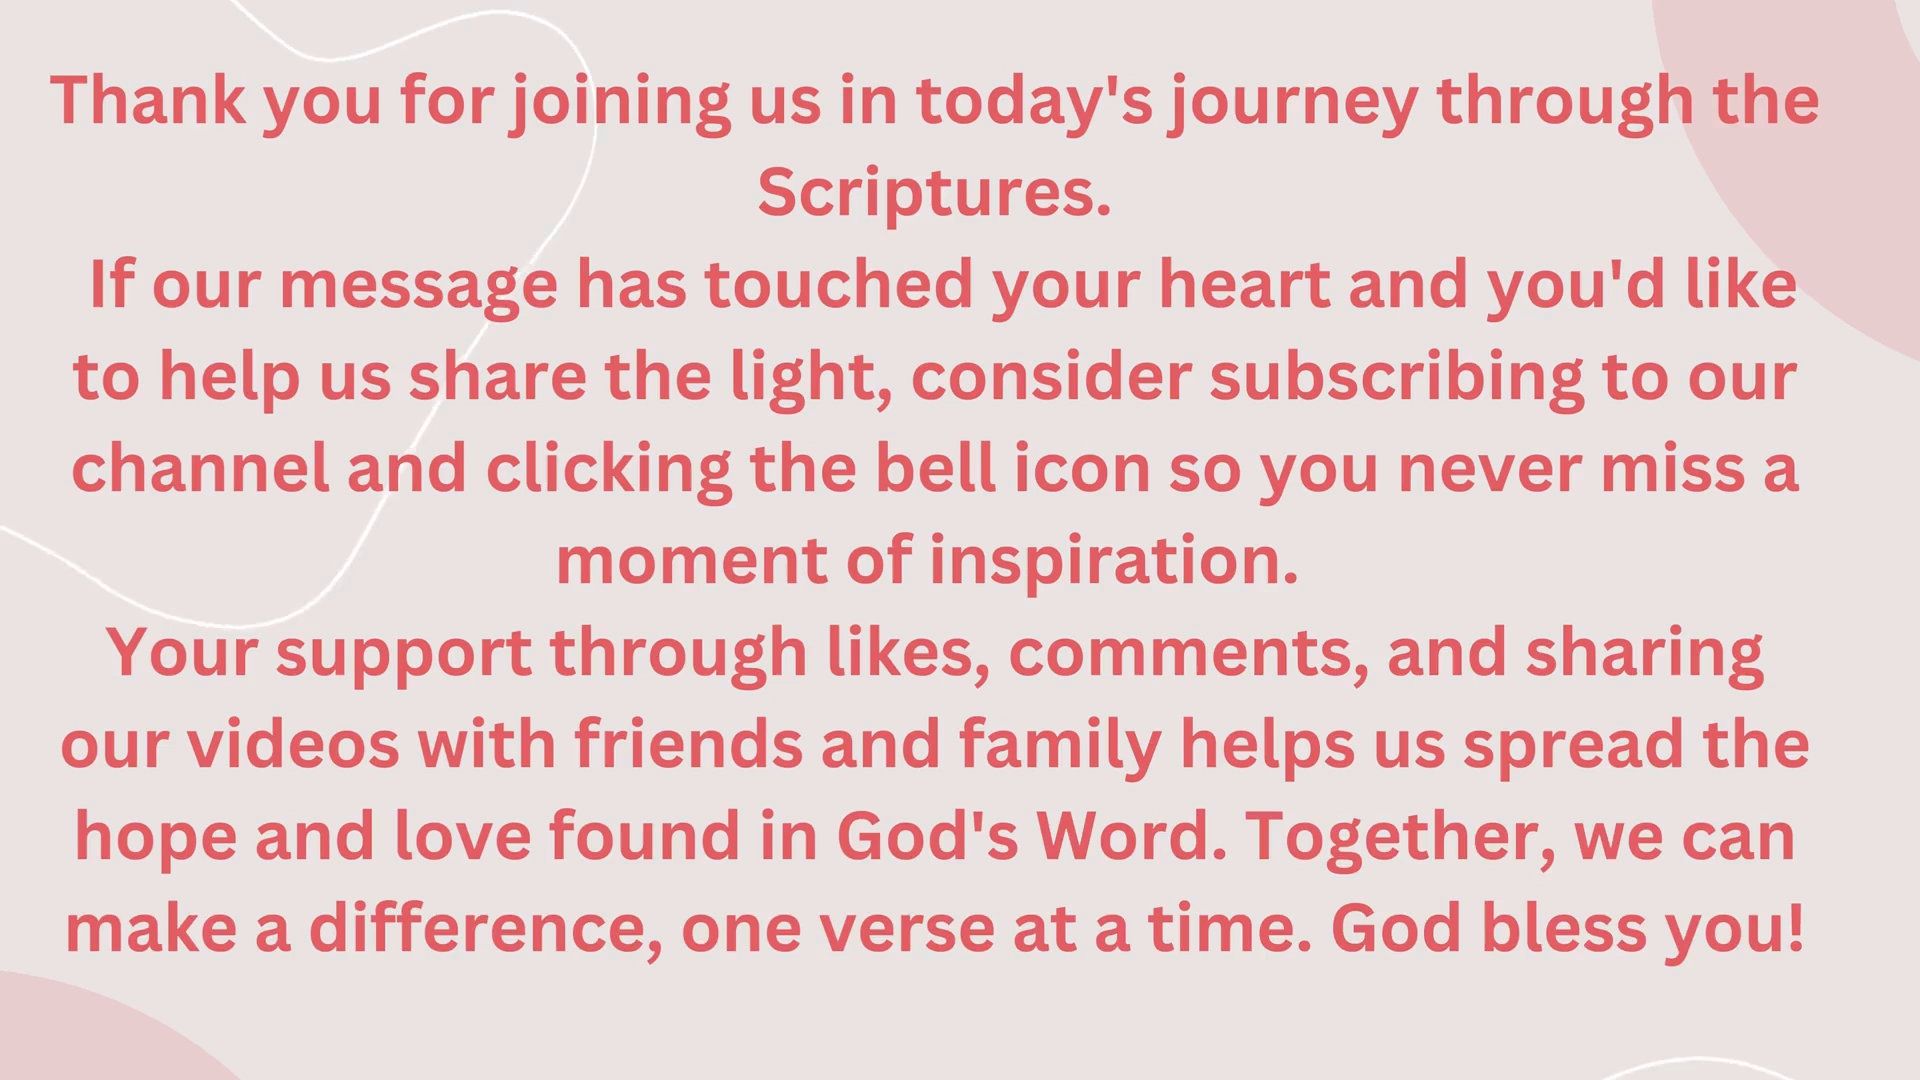 Thank you for joining us in today's journey through the
Scriptures.
If our message has touched your heart and you'd like
to help us share the light, consider subscribing to our
channel and clicking the bell icon so you never miss a
moment of inspiration.
Your support through likes, comments, and sharing
our videos with friends and family helps us spread the
hope and love found in God's Word. Together, we can
make a difference, one verse at a time. God bless you!